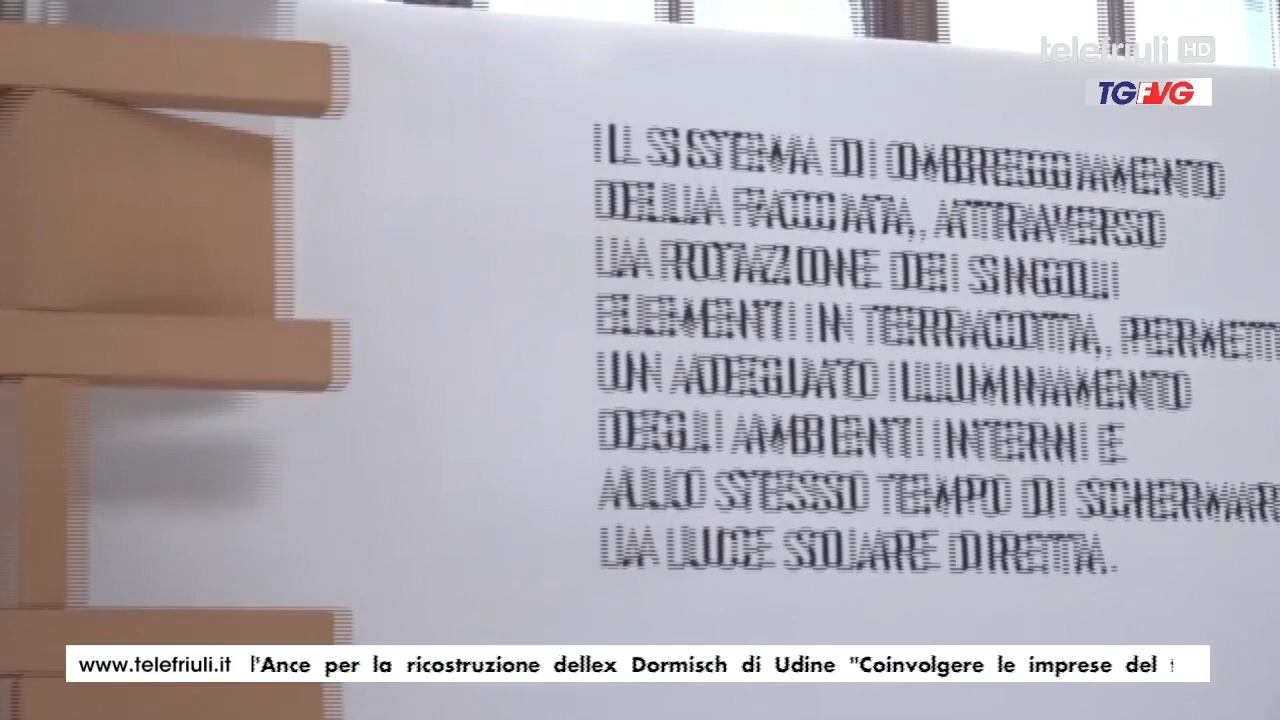 telefriuli HD
TGFVG
IL SISTEMA DI OMBREGGIAMENTO
DELLA FACCIATA, ATTRAVERSO
LA ROTAZIONE DEI SINGOLI
ELEMENTI IN TERRACOTTA, PERMETT
UN ADEGUATO ILLUMINAMENTO
DEGLI AMBIENTI INTERNI E
ALLO STESSO TEMPO DI SCHERMAR
LA LUCE SOLARE DIRETTA.
www.telefriuli.it l'Ance per la ricostruzione dellex Dormisch di Udine "Coinvolgere le imprese del